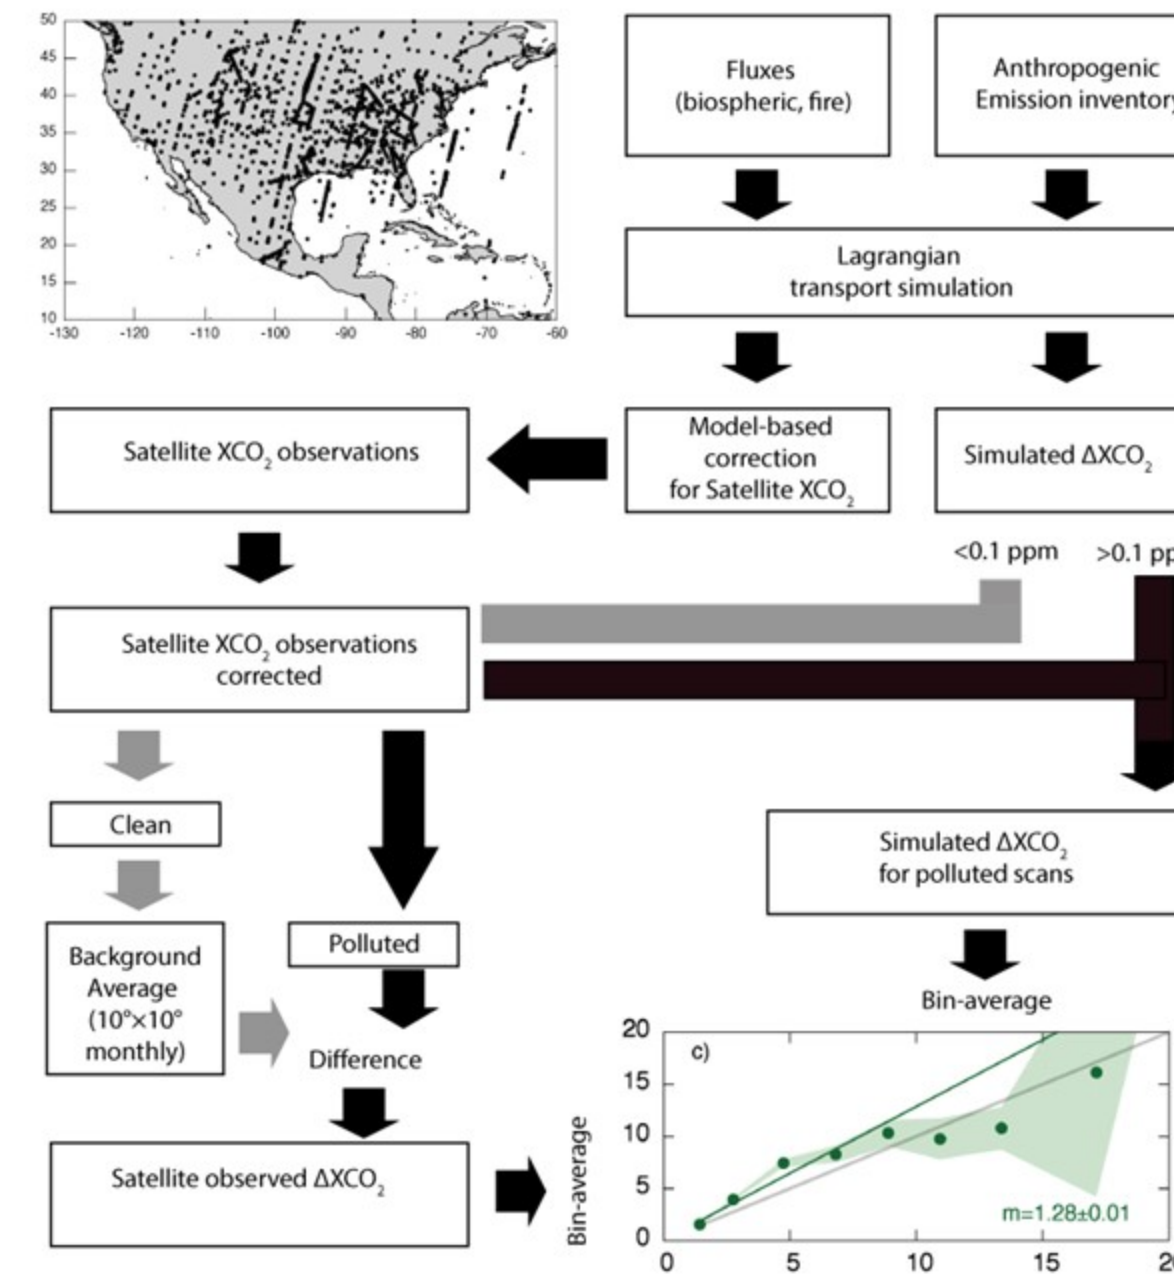 50
45
40
35
30
25
20
15
10
-130 -120 -110 -100 -90 -80 -70 -60
Fluxes
(biospheric, fire)
Anthropogenic
Emission inventory
Lagrangian
transport simulation
Satellite XCO₂ observations
Model-based
correction
for Satellite XCO₂
Simulated ΔXCO₂
<0.1 ppm >0.1 pp
Satellite XCO₂ observations
corrected
Clean
Simulated ΔXCO₂
for polluted scans
Background
Average
(10°×10°
monthly)
Polluted
Difference
Satellite observed ΔXCO₂
Bin-average
Bin-average
c)
20
15
10
5
0
m=1.28±0.01
0 5 10 15 2